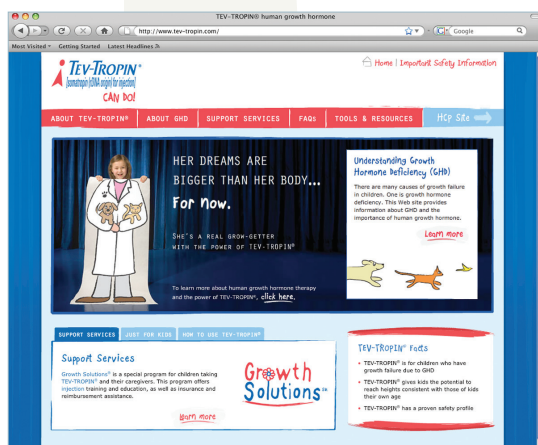 TEV-TROPIN® human growth hormone
http://www.tev-tropin.com/
Google
Most Visited Getting Started Latest Headlines
TEV-TROPIN®
[somatropin (rDNA origin) for injection]
CAN DO!
Home | Important Safety Information
ABOUT TEV-TROPIN® ABOUT GHD SUPPORT SERVICES FAQs TOOLS & RESOURCES HCP Site
HER DREAMS ARE
BIGGER THAN HER BODY...
For now.
SHE'S A REAL GROW-GETTER
WITH THE POWER OF TEV-TROPIN®
To learn more about human growth hormone therapy
and the power of TEV-TROPIN®, click here.
Understanding Growth
Hormone Deficiency (GHD)
There are many causes of growth failure
in children. One is growth hormone
deficiency. This Web site provides
information about GHD and the
importance of human growth hormone.
Learn more
SUPPORT SERVICES JUST FOR KIDS HOW TO USE TEV-TROPIN®
Support Services
Growth Solutions® is a special program for children taking
TEV-TROPIN® and their caregivers. This program offers
injection training and education, as well as insurance and
reimbursement assistance.
learn more
Growth
Solutions
TEV-TROPIN® Facts
• TEV-TROPIN® is for children who have
growth failure due to GHD
• TEV-TROPIN® gives kids the potential to
reach heights consistent with those of kids
their own age
• TEV-TROPIN® has a proven safety profile